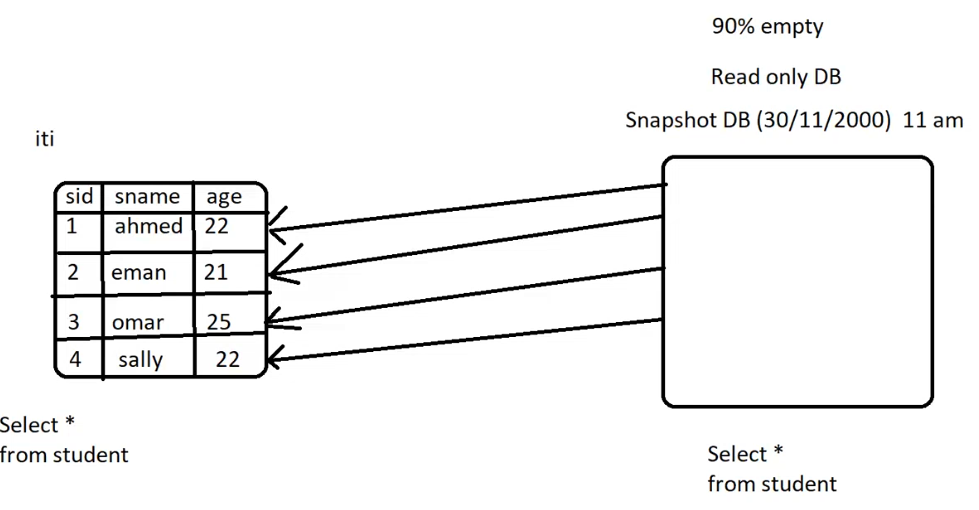 90% empty
Read only DB
Snapshot DB (30/11/2000) 11 am
iti
sid sname age
1 ahmed 22
2 eman 21
3 omar 25
4 sally 22
Select *
from student
Select *
from student